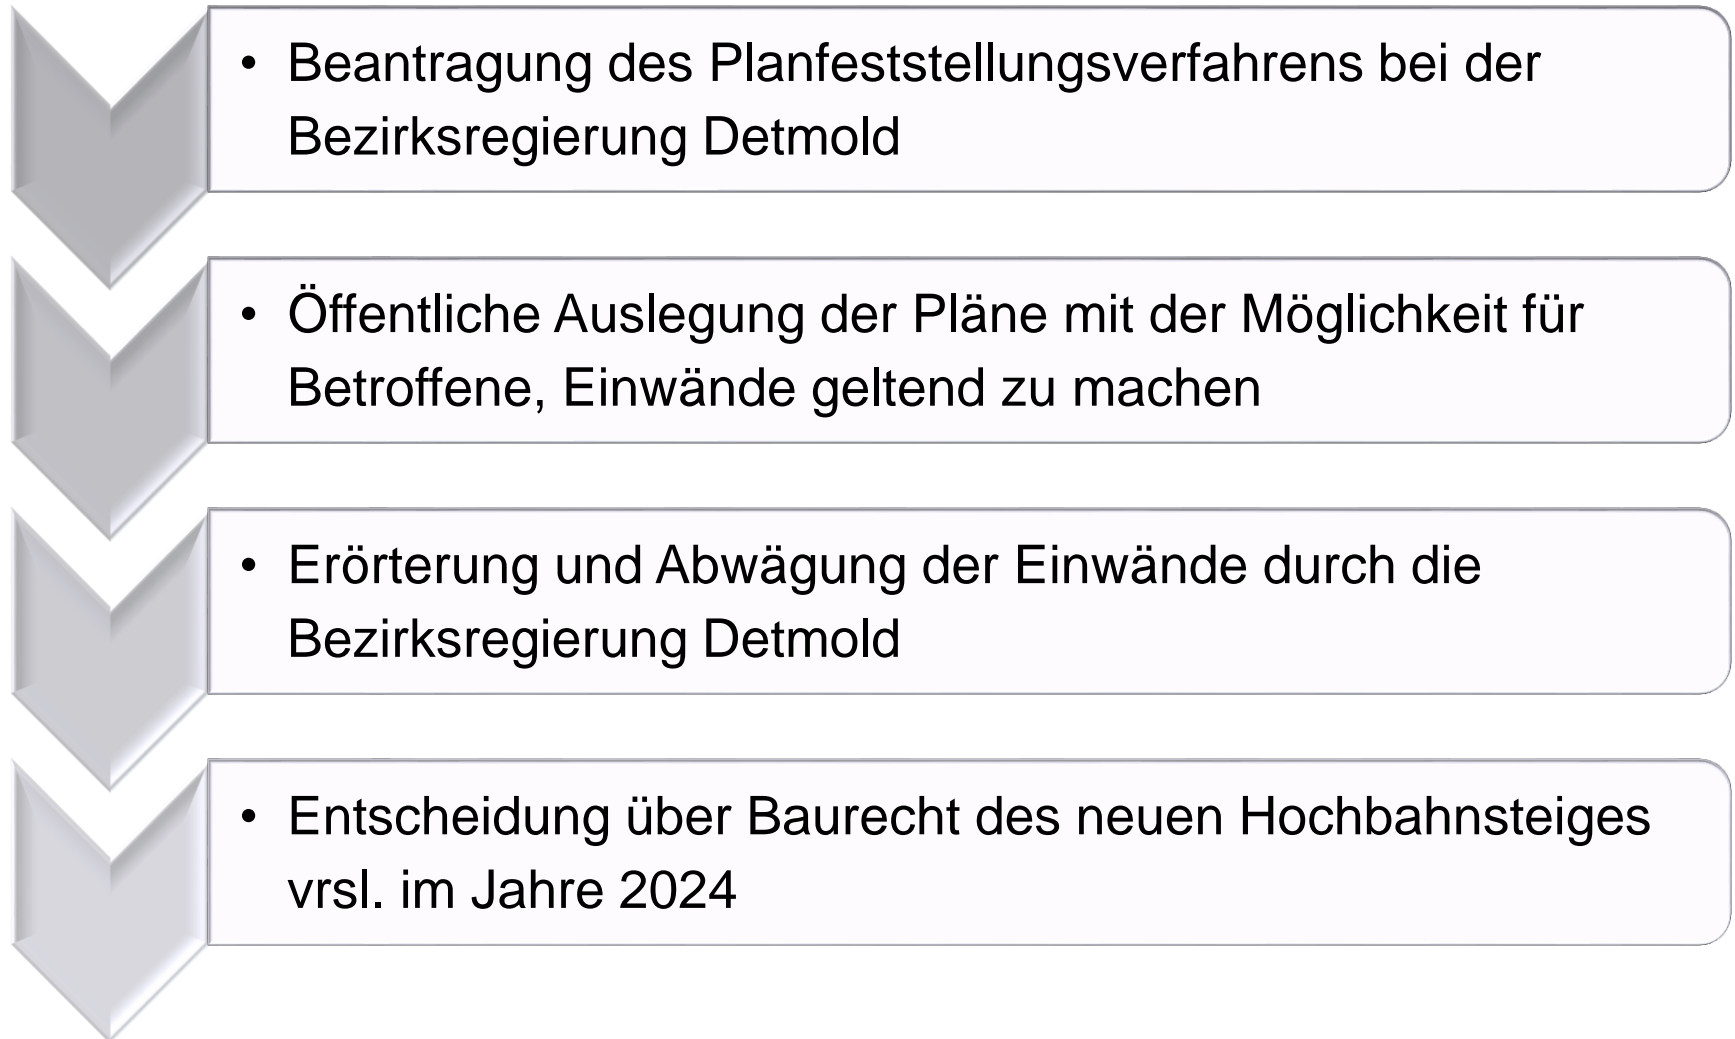 • Beantragung des Planfeststellungsverfahrens bei der
Bezirksregierung Detmold
• Öffentliche Auslegung der Pläne mit der Möglichkeit für
Betroffene, Einwände geltend zu machen
• Erörterung und Abwägung der Einwände durch die
Bezirksregierung Detmold
• Entscheidung über Baurecht des neuen Hochbahnsteiges
vrsl. im Jahre 2024